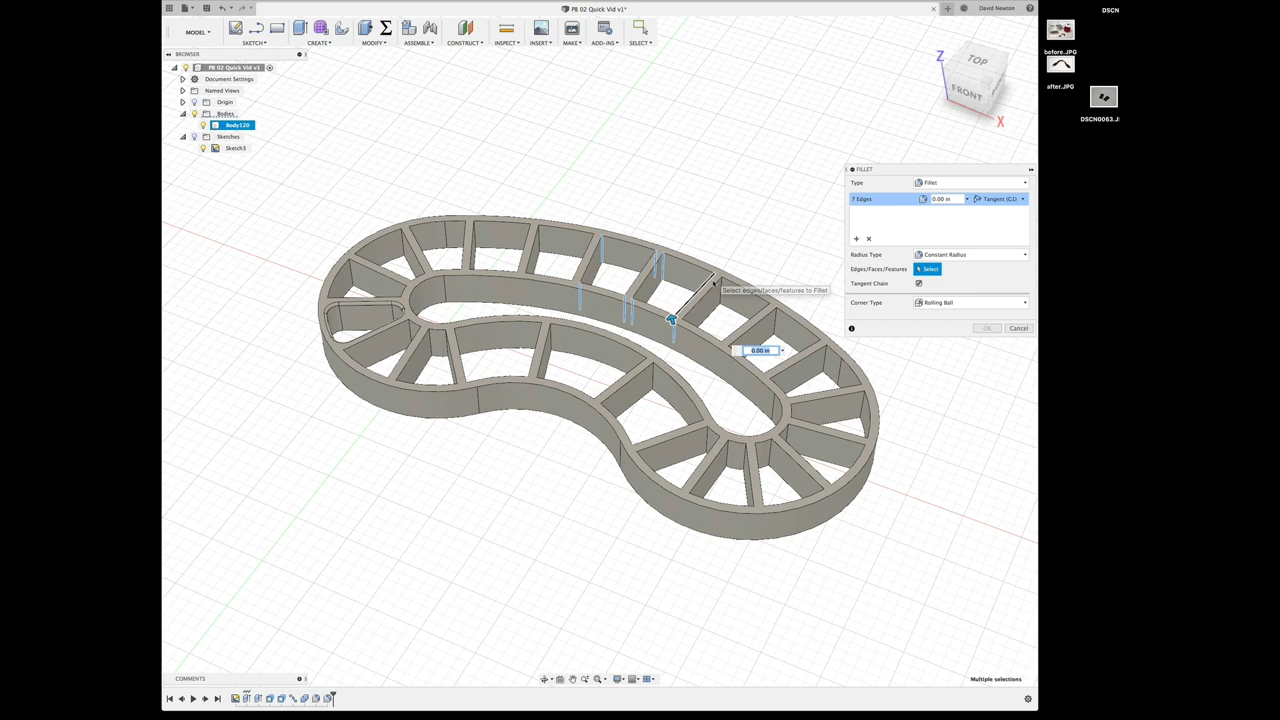 P8 02 Quick Vid v1*
David Newton
MODEL
SKETCH
CREATE
MODIFY
ASSEMBLE
CONSTRUCT
INSPECT
INSERT
MAKE
ADD-INS
SELECT
BROWSER
P8 02 Quick Vid v1
Document Settings
Named Views
Origin
Bodies
Body120
Sketches
Sketch3
Z
TOP
FRONT
X
DSCN
before.JPG
after.JPG
DSCN0063.J
FILLET
Type Fillet
7 Edges 0.00 in Tangent (G1)
Radius Type Constant Radius
Edges/Faces/Features Select
Tangent Chain
Corner Type Rolling Ball
OK Cancel
Select edges/faces/features to Fillet
0.00 in
COMMENTS
Multiple selections